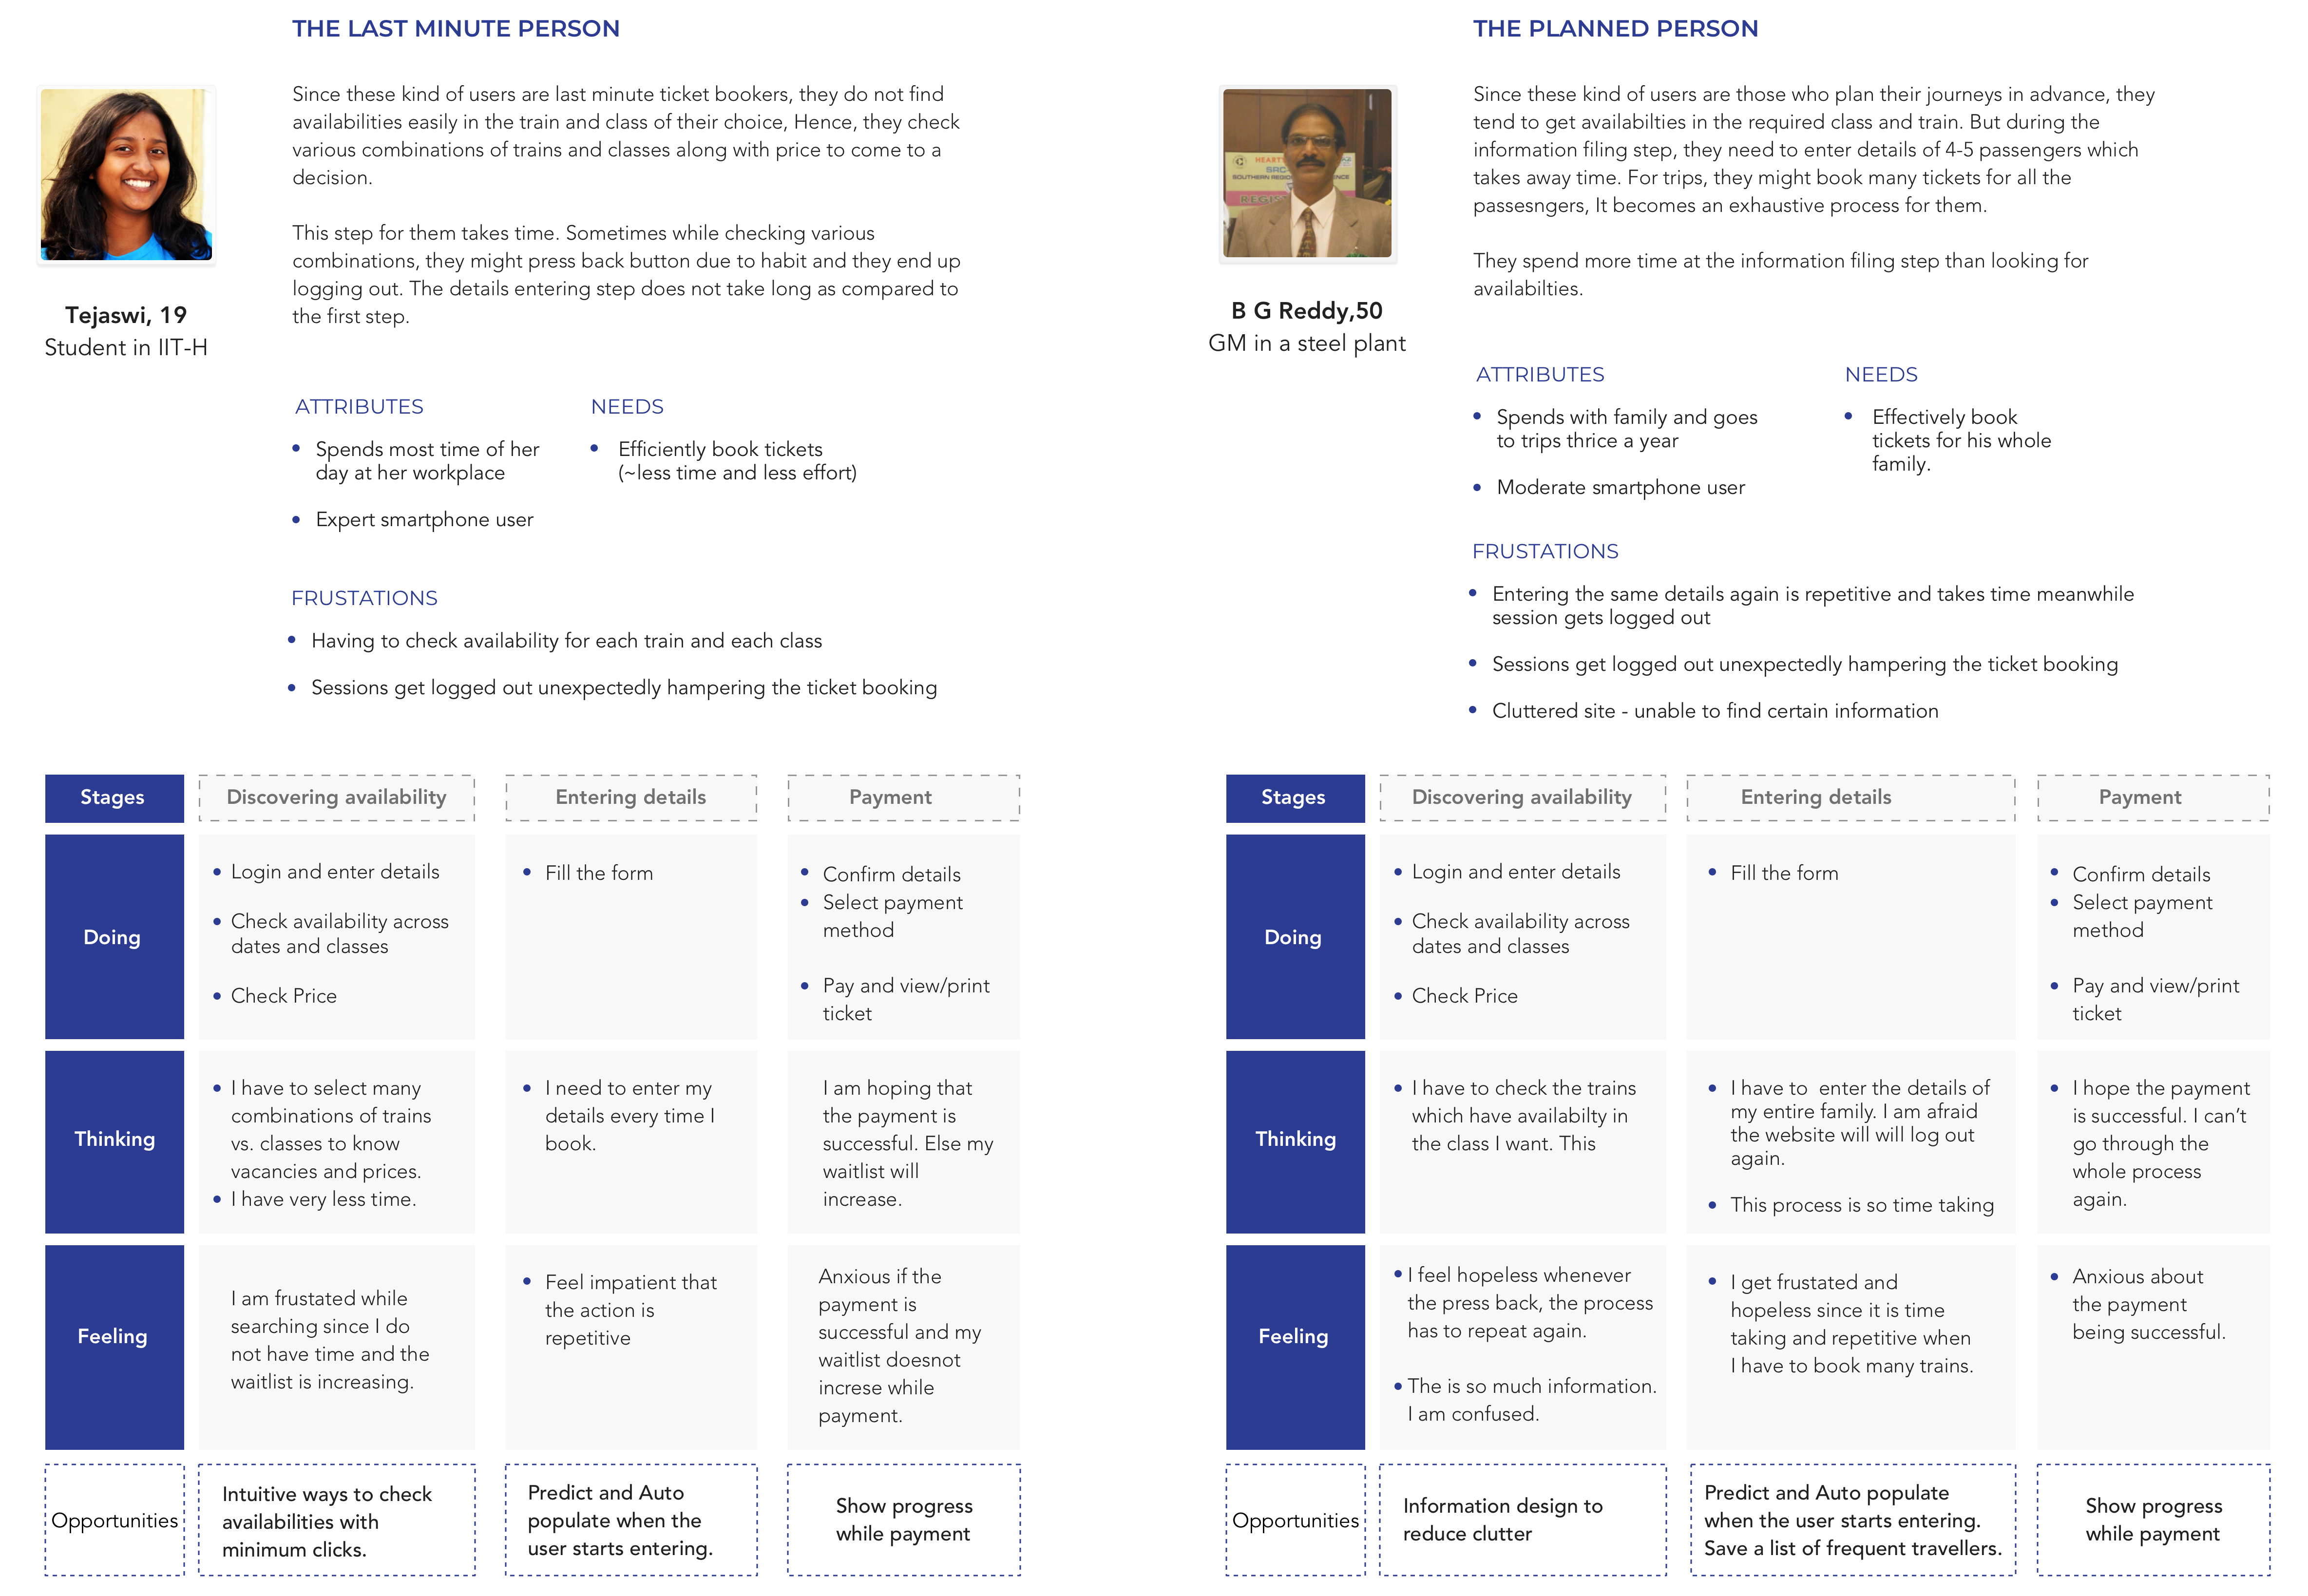 THE LAST MINUTE PERSON
Since these kind of users are last minute ticket bookers, they do not find
availabilities easily in the train and class of their choice, Hence, they check
various combinations of trains and classes along with price to come to a
decision.
This step for them takes time. Sometimes while checking various
combinations, they might press back button due to habit and they end up
logging out. The details entering step does not take long as compared to
the first step.
Tejaswi, 19
Student in IIT-H
ATTRIBUTES
Spends most time of her
day at her workplace
Expert smartphone user
NEEDS
Efficiently book tickets
(~less time and less effort)
FRUSTATIONS
Having to check availability for each train and each class
Sessions get logged out unexpectedly hampering the ticket booking
Stages
Discovering availability
Entering details
Payment
Doing
Login and enter details
Check availability across
dates and classes
Check Price
Fill the form
Confirm details
Select payment
method
Pay and view/print
ticket
Thinking
I have to select many
combinations of trains
vs. classes to know
vacancies and prices.
I have very less time.
I need to enter my
details every time I
book.
I am hoping that
the payment is
successful. Else my
waitlist will
increase.
Feeling
I am frustated while
searching since I do
not have time and the
waitlist is increasing.
Feel impatient that
the action is
repetitive
Anxious if the
payment is
successful and my
waitlist doesnot
increse while
payment.
Opportunities
Intuitive ways to check
availabilities with
minimum clicks.
Predict and Auto
populate when the
user starts entering.
Show progress
while payment
THE PLANNED PERSON
Since these kind of users are those who plan their journeys in advance, they
tend to get availabilties in the required class and train. But during the
information filing step, they need to enter details of 4-5 passengers which
takes away time. For trips, they might book many tickets for all the
passesngers, It becomes an exhaustive process for them.
They spend more time at the information filing step than looking for
availabilties.
HEART
SRC
SOUTHERN REGIO
ENCE
REGIS
B G Reddy,50
GM in a steel plant
ATTRIBUTES
Spends with family and goes
to trips thrice a year
Moderate smartphone user
NEEDS
Effectively book
tickets for his whole
family.
FRUSTATIONS
Entering the same details again is repetitive and takes time meanwhile
session gets logged out
Sessions get logged out unexpectedly hampering the ticket booking
Cluttered site - unable to find certain information
Stages
Discovering availability
Entering details
Payment
Doing
Login and enter details
Check availability across
dates and classes
Check Price
Fill the form
Confirm details
Select payment
method
Pay and view/print
ticket
Thinking
I have to check the trains
which have availabilty in
the class I want. This
I have to  enter the details of
my entire family. I am afraid
the website will will log out
again.
This process is so time taking
I hope the payment
is successful. I can’t
go through the
whole process
again.
Feeling
I feel hopeless whenever
the press back, the process
has to repeat again.
The is so much information.
I am confused.
I get frustated and
hopeless since it is time
taking and repetitive when
I have to book many trains.
Anxious about
the payment
being successful.
Opportunities
Information design to
reduce clutter
Predict and Auto populate
when the user starts entering.
Save a list of frequent travellers.
Show progress
while payment